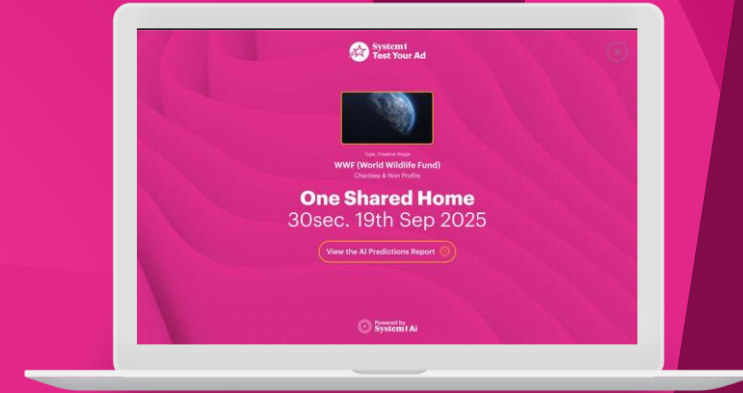 System1
Test Your Ad
Type, Creative Stage
WWF (World Wildlife Fund)
Charities & Non Profits
One Shared Home
30sec. 19th Sep 2025
View the AI Predictions Report
Powered by
System1 Ai